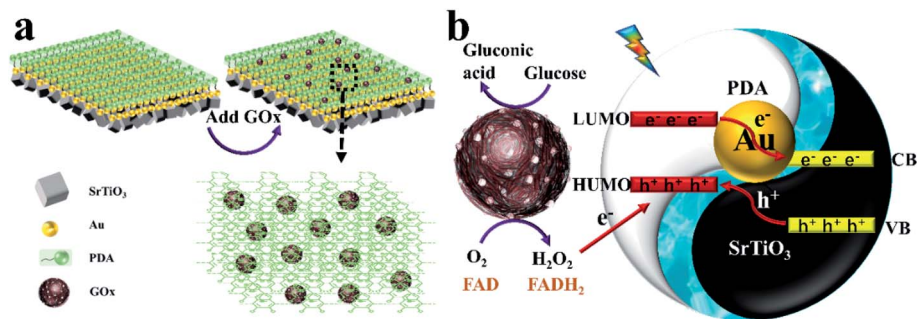 a
Add GOx
SrTiO3
Au
PDA
GOx
b
Gluconic
acid
Glucose
PDA
LUMO
e- e- e-
e-
Au
e- e- e-
CB
HUMO
h+ h+ h+
h+
e-
h+ h+ h+
VB
SrTiO3
O2
H2O2
FAD
FADH2